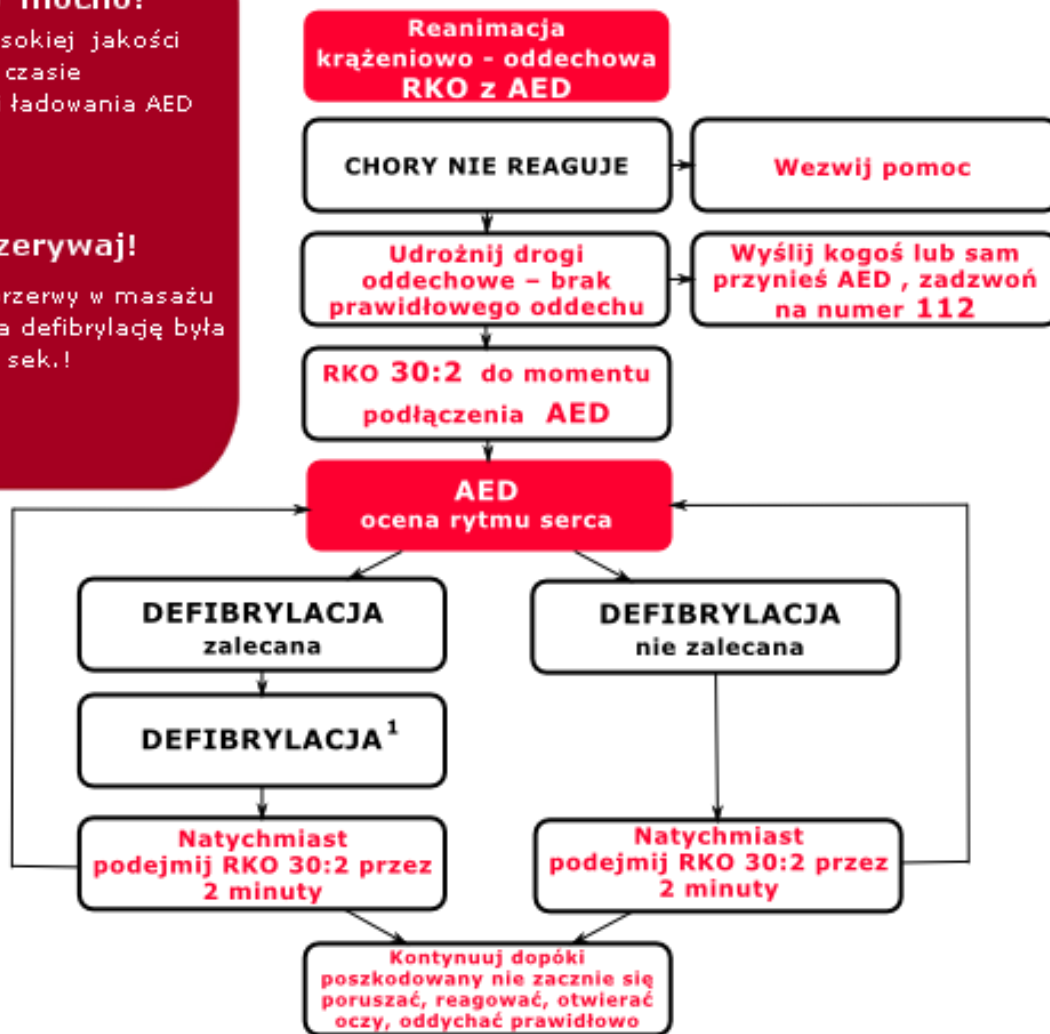 mocno!
sokiej jakości
czasie
i ładowania AED
zerywaj!
rzerwy w masażu
a defibrylację była
sek.!
Reanimacja
krążeniowo - oddechowa
RKO z AED
CHORY NIE REAGUJE
Wezwij pomoc
Udrożnij drogi
oddechowe – brak
prawidłowego oddechu
Wyślij kogoś lub sam
przynieś AED , zadzwoń
na numer 112
RKO 30:2 do momentu
podłączenia AED
AED
ocena rytmu serca
DEFIBRYLACJA
zalecana
DEFIBRYLACJA
nie zalecana
DEFIBRYLACJA¹
Natychmiast
podejmij RKO 30:2 przez
2 minuty
Natychmiast
podejmij RKO 30:2 przez
2 minuty
Kontynuuj dopóki
poszkodowany nie zacznie się
poruszać, reagować, otwierać
oczy, oddychać prawidłowo